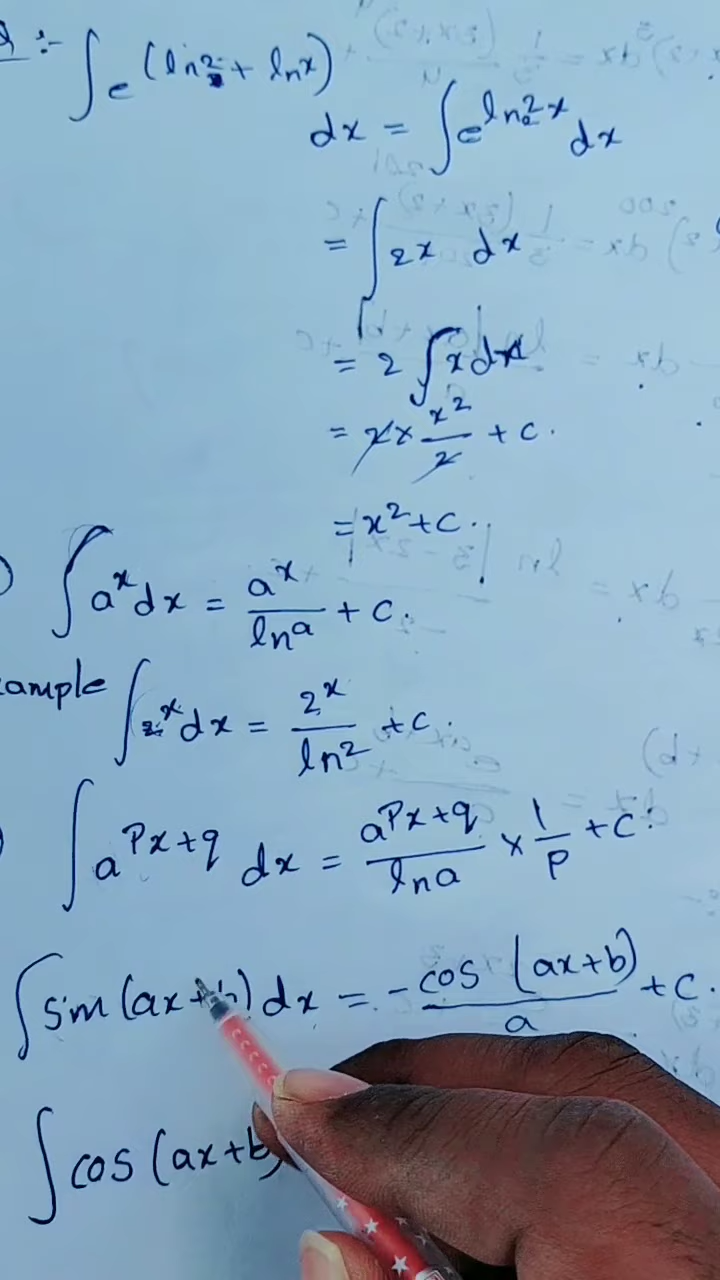 :- ∫e^(ln2 + lnx) dx = ∫e^ln2x dx
= ∫2x dx
= 2 ∫x dx
= 2 × x²/2 + c.
= x² + c.
) ∫a^x dx = a^x/ln a + c.
ample ∫2^x dx = 2^x/ln2 + c.
) ∫a^px+q dx = a^px+q/ln a × 1/p + c.
∫sin(ax+b) dx = -cos(ax+b)/a + c.
∫cos(ax+b